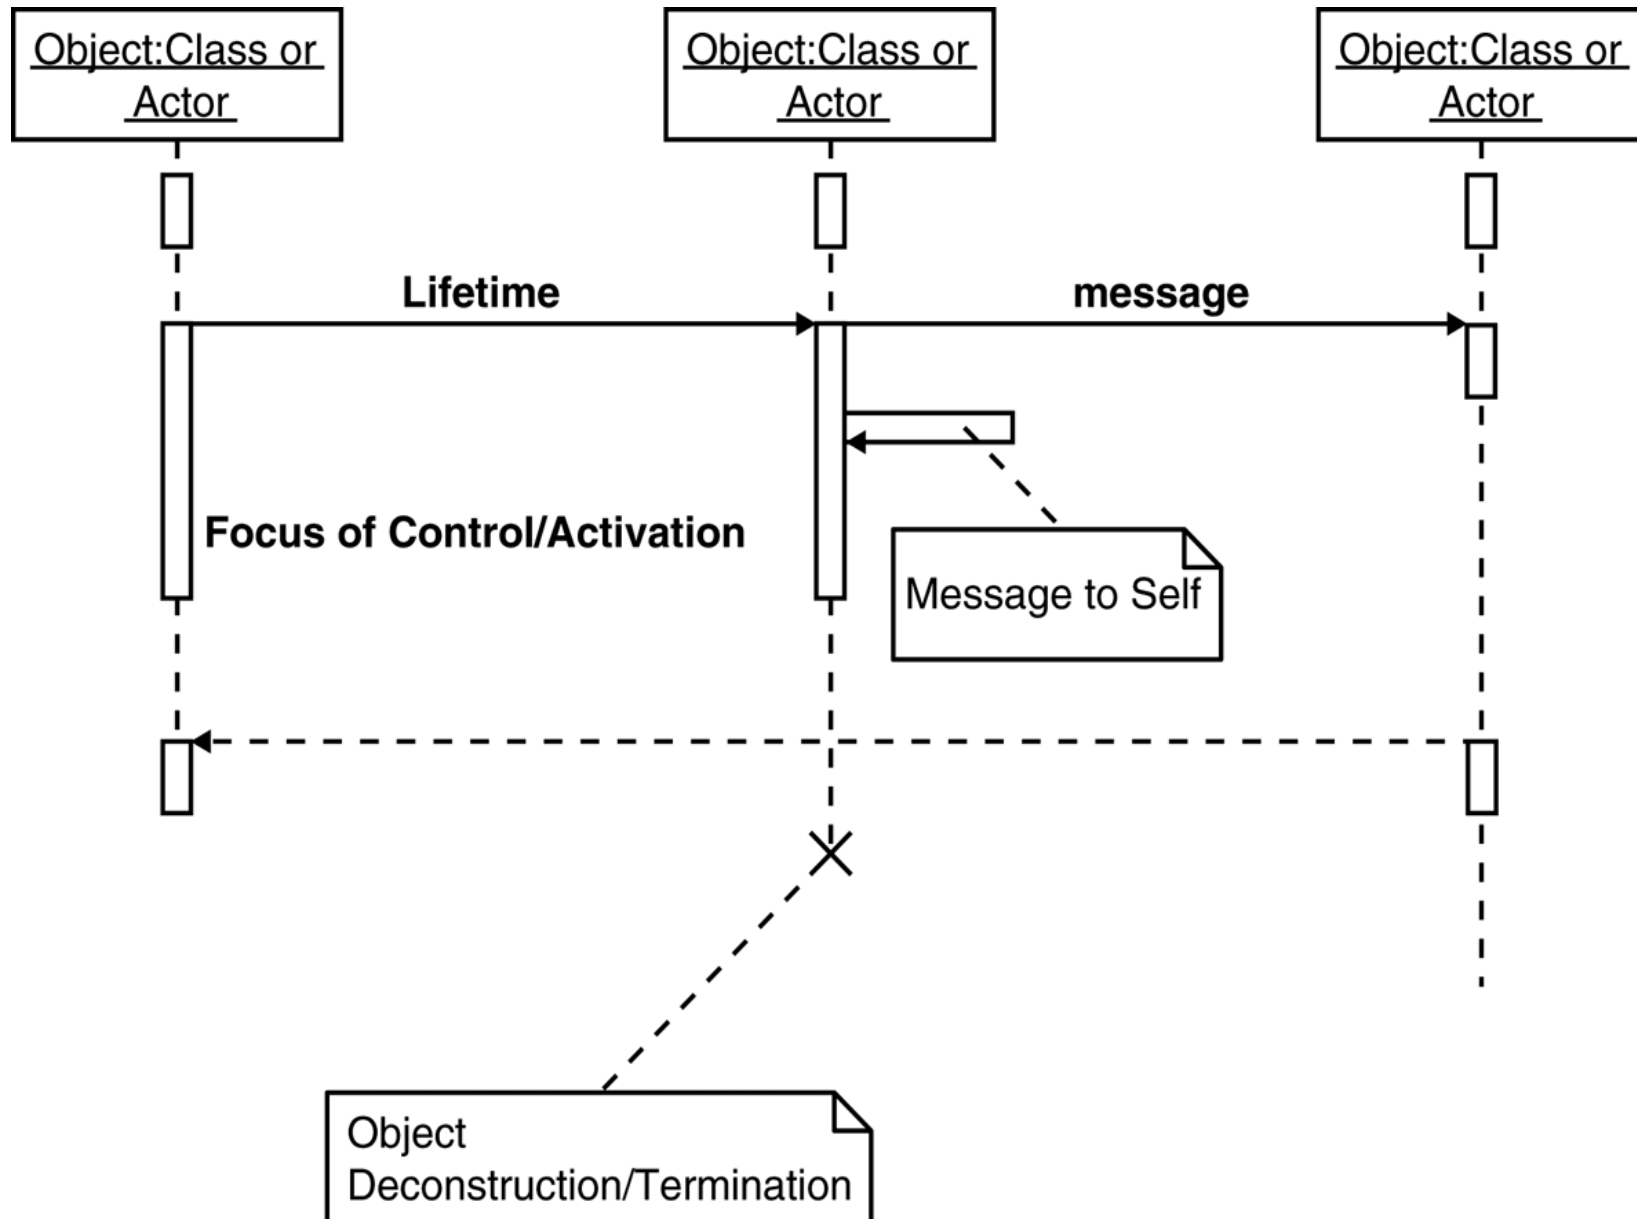 Object:Class or
Actor
Object:Class or
Actor
Object:Class or
Actor
Lifetime
message
Focus of Control/Activation
Message to Self
Object
Deconstruction/Termination